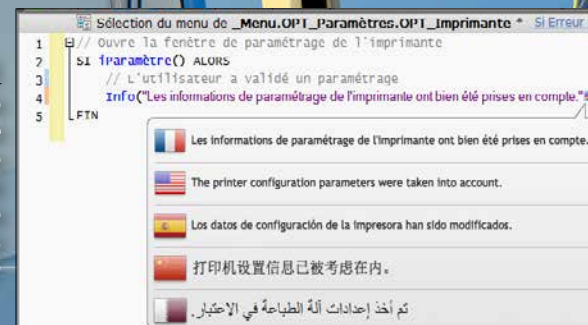 Sélection du menu de _Menu.OPT_Paramètres.OPT_Imprimante * Si Erreur
1 // Ouvre la fenêtre de paramétrage de l'imprimante
2 SI iParamètre() ALORS
3 // L'utilisateur a validé un paramétrage
4 Info("Les informations de paramétrage de l'imprimante ont bien été prises en compte."
5 FIN
Les informations de paramétrage de l'imprimante ont bien été prises en compte.
The printer configuration parameters were taken into account.
Los datos de configuración de la impresora han sido modificados.
打印机设置信息已被考虑在内。
تم أخذ إعدادات آلة الطباعة في الاعتبار.